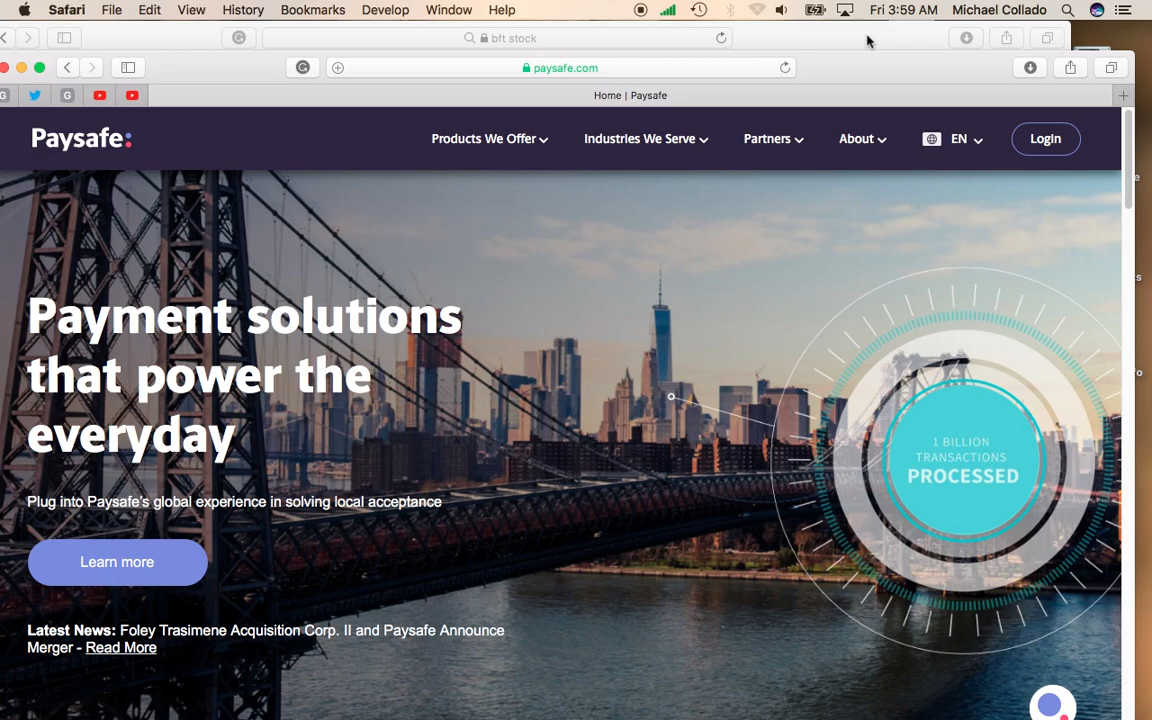 Safari File Edit View History Bookmarks Develop Window Help Fri 3:59 AM Michael Collado
bft stock
paysafe.com
G G Home | Paysafe
Paysafe:
Products We Offer Industries We Serve Partners About EN Login
Payment solutions
that power the
everyday
1 BILLION
TRANSACTIONS
PROCESSED
Plug into Paysafe's global experience in solving local acceptance
Learn more
Latest News: Foley Trasimene Acquisition Corp. II and Paysafe Announce
Merger - Read More